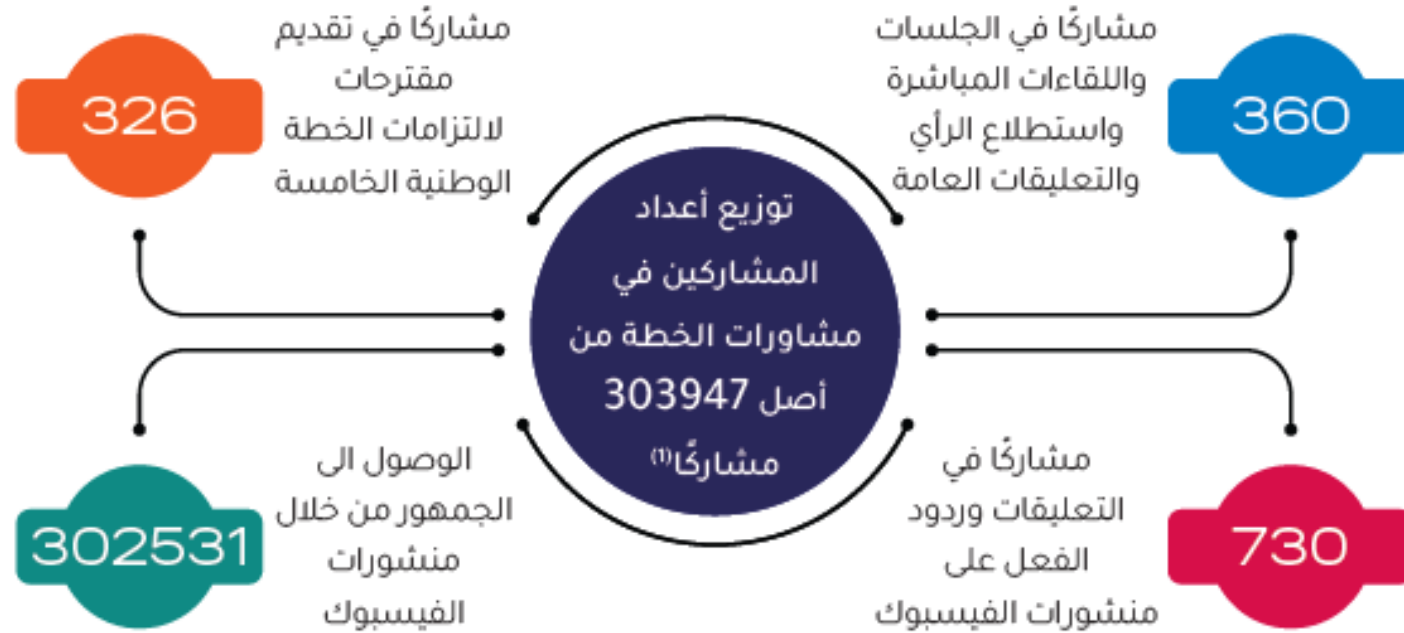 360
مشاركًا في الجلسات
واللقاءات المباشرة
واستطلاع الرأي
والتعليقات العامة
326
مشاركًا في تقديم
مقترحات
لالتزامات الخطة
الوطنية الخامسة
توزيع أعداد
المشاركين في
مشاورات الخطة من
أصل 303947
مشاركًا(1)
730
مشاركًا في
التعليقات وردود
الفعل على
منشورات الفيسبوك
302531
الوصول الى
الجمهور من خلال
منشورات
الفيسبوك